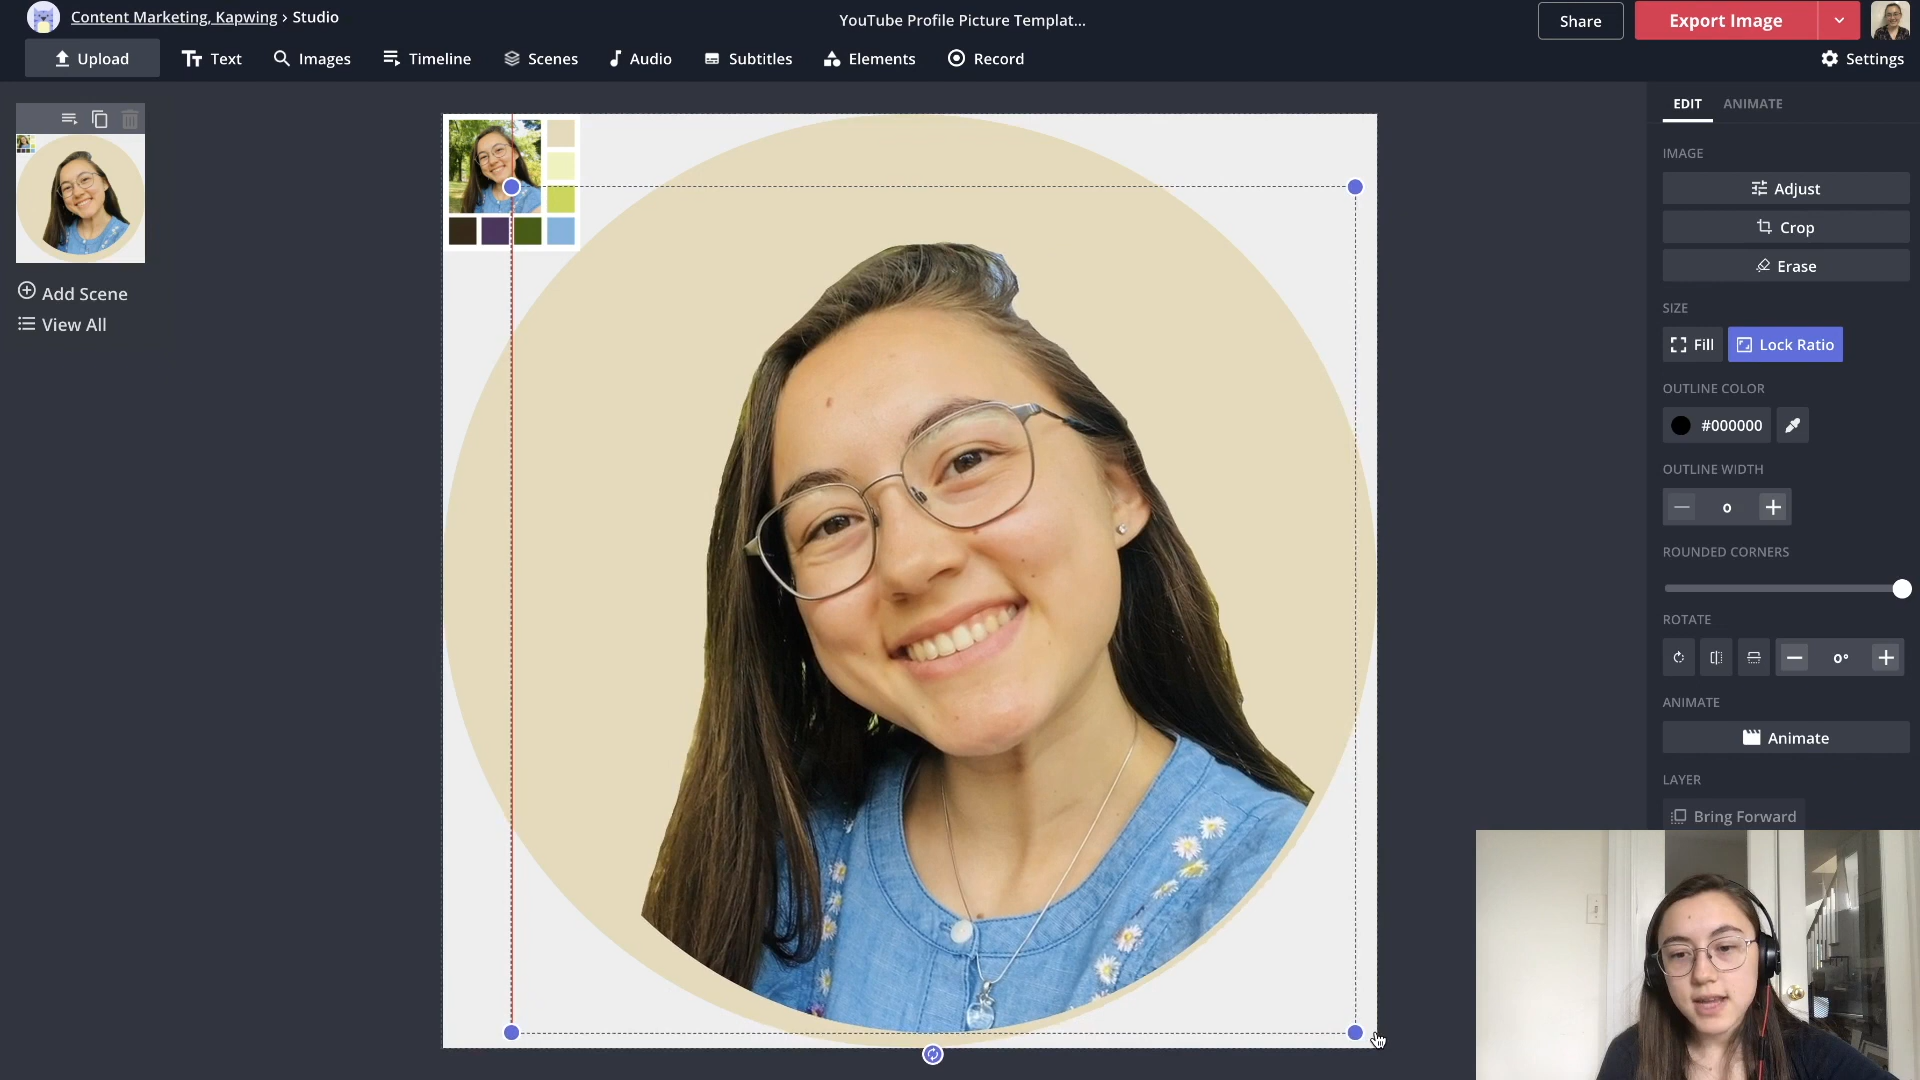 Content Marketing, Kapwing › Studio
YouTube Profile Picture Templat...
Share
Export Image
Upload
Text
Images
Timeline
Scenes
Audio
Subtitles
Elements
Record
Settings
Add Scene
View All
EDIT
ANIMATE
IMAGE
Adjust
Crop
Erase
SIZE
Fill
Lock Ratio
OUTLINE COLOR
#000000
OUTLINE WIDTH
0
ROUNDED CORNERS
ROTATE
0°
ANIMATE
Animate
LAYER
Bring Forward